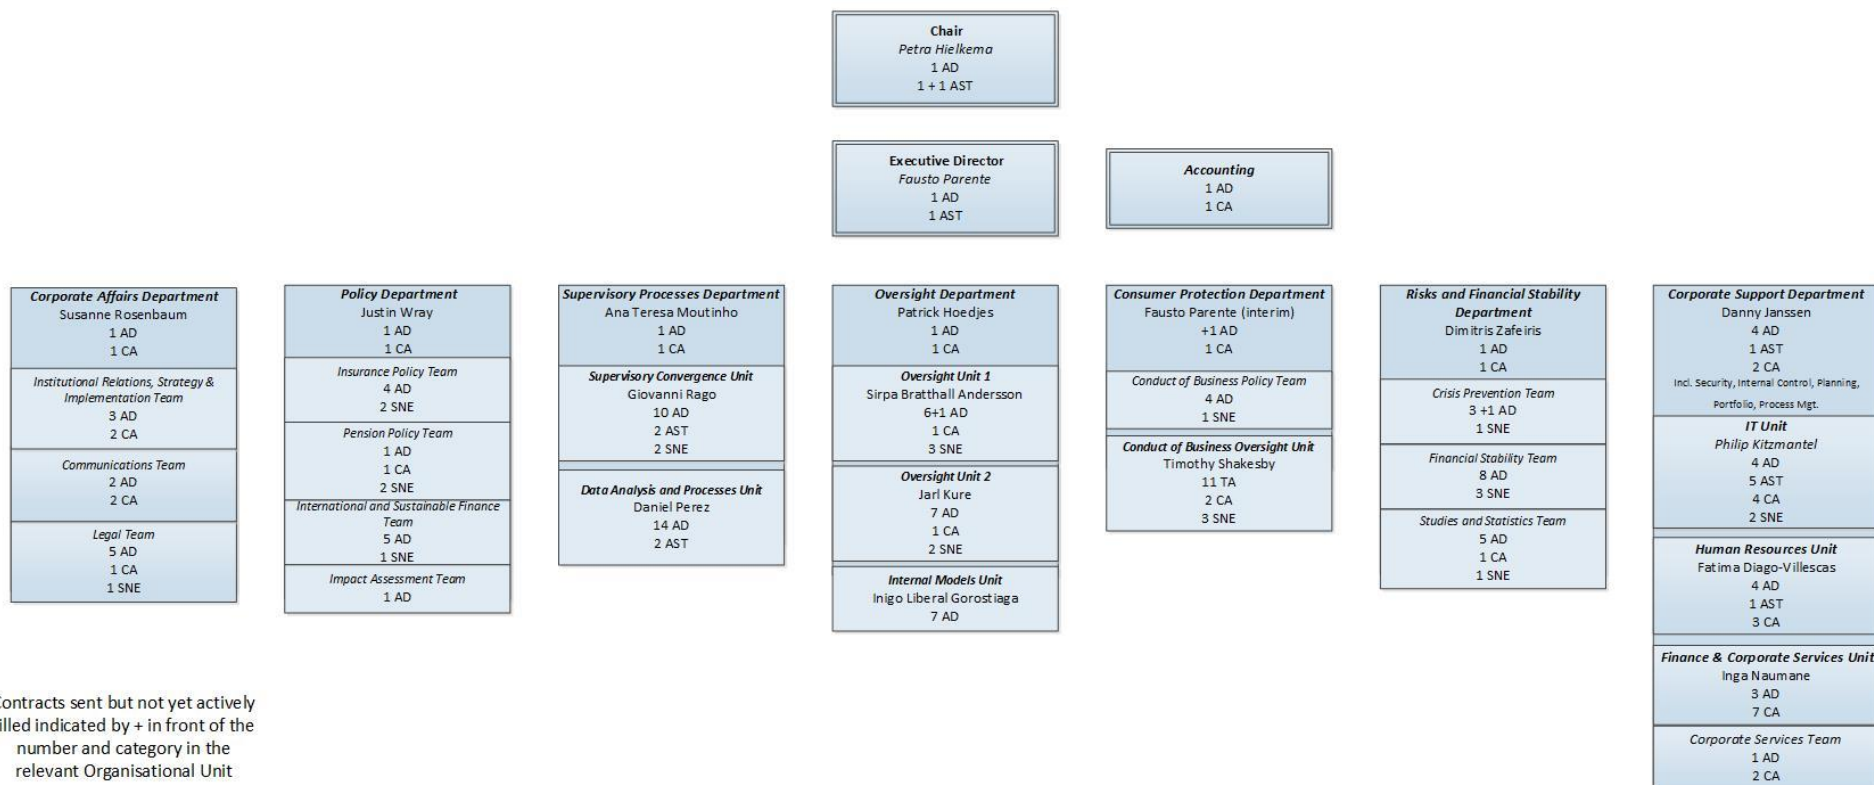 Chair
Petra Hielkema
1 AD
1 + 1 AST
Executive Director
Fausto Parente
1 AD
1 AST
Accounting
1 AD
1 CA
Corporate Affairs Department
Susanne Rosenbaum
1 AD
1 CA
Institutional Relations, Strategy &
Implementation Team
3 AD
2 CA
Communications Team
2 AD
2 CA
Legal Team
5 AD
1 CA
1 SNE
Policy Department
Justin Wray
1 AD
1 CA
Insurance Policy Team
4 AD
2 SNE
Pension Policy Team
1 AD
1 CA
2 SNE
International and Sustainable Finance
Team
5 AD
1 SNE
Impact Assessment Team
1 AD
Supervisory Processes Department
Ana Teresa Moutinho
1 AD
1 CA
Supervisory Convergence Unit
Giovanni Rago
10 AD
2 AST
2 SNE
Data Analysis and Processes Unit
Daniel Perez
14 AD
2 AST
Oversight Department
Patrick Hoedjes
1 AD
1 CA
Oversight Unit 1
Sirpa Bratthall Andersson
6+1 AD
1 CA
3 SNE
Oversight Unit 2
Jarl Kure
7 AD
1 CA
2 SNE
Internal Models Unit
Inigo Liberal Gorostiaga
7 AD
Consumer Protection Department
Fausto Parente (interim)
+1 AD
1 CA
Conduct of Business Policy Team
4 AD
1 SNE
Conduct of Business Oversight Unit
Timothy Shakesby
11 TA
2 CA
3 SNE
Risks and Financial Stability
Department
Dimitris Zafeiris
1 AD
1 CA
Crisis Prevention Team
3 +1 AD
1 SNE
Financial Stability Team
8 AD
3 SNE
Studies and Statistics Team
5 AD
1 CA
1 SNE
Corporate Support Department
Danny Janssen
4 AD
1 AST
2 CA
Incl. Security, Internal Control, Planning,
Portfolio, Process Mgt.
IT Unit
Philip Kitzmantel
4 AD
5 AST
4 CA
2 SNE
Human Resources Unit
Fatima Diago-Villescas
4 AD
1 AST
3 CA
Finance & Corporate Services Unit
Inga Naumane
3 AD
7 CA
Corporate Services Team
1 AD
2 CA
ontracts sent but not yet actively
illed indicated by + in front of the
number and category in the
relevant Organisational Unit